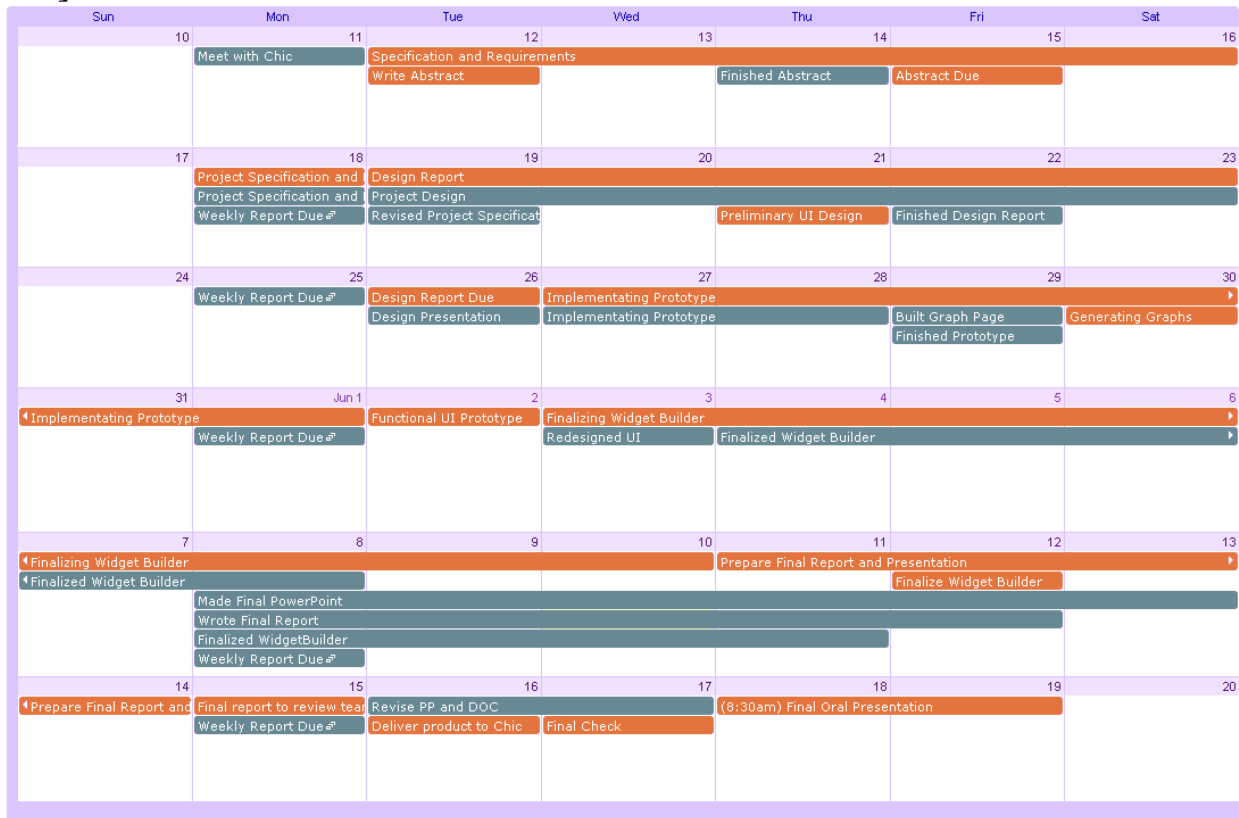 Sun Mon Tue Wed Thu Fri Sat
10 11 12 13 14 15 16
Meet with Chic Specification and Requirements
Write Abstract Finished Abstract Abstract Due
17 18 19 20 21 22 23
Project Specification and Design Report
Project Specification and Project Design
Weekly Report Due Revised Project Specificat Preliminary UI Design Finished Design Report
24 25 26 27 28 29 30
Weekly Report Due Design Report Due Implementating Prototype
Design Presentation Implementating Prototype Built Graph Page Generating Graphs
Finished Prototype
31 Jun 1 2 3 4 5 6
Implementating Prototype Functional UI Prototype Finalizing Widget Builder
Weekly Report Due Redesigned UI Finalized Widget Builder
7 8 9 10 11 12 13
Finalizing Widget Builder Prepare Final Report and Presentation
Finalized Widget Builder Finalize Widget Builder
Made Final PowerPoint
Wrote Final Report
Finalized WidgetBuilder
Weekly Report Due
14 15 16 17 18 19 20
Prepare Final Report and Final report to review tear Revise PP and DOC (8:30am) Final Oral Presentation
Weekly Report Due Deliver product to Chic Final Check